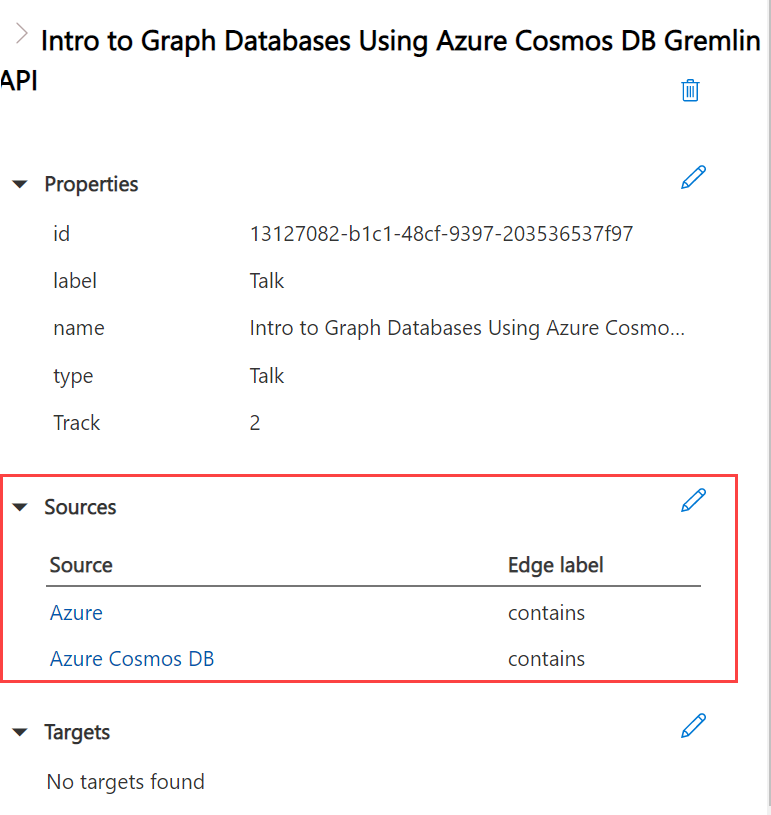 Intro to Graph Databases Using Azure Cosmos DB Gremlin
API
Properties
id 13127082-b1c1-48cf-9397-203536537f97
label Talk
name Intro to Graph Databases Using Azure Cosmo...
type Talk
Track 2
Sources
Source Edge label
Azure contains
Azure Cosmos DB contains
Targets
No targets found